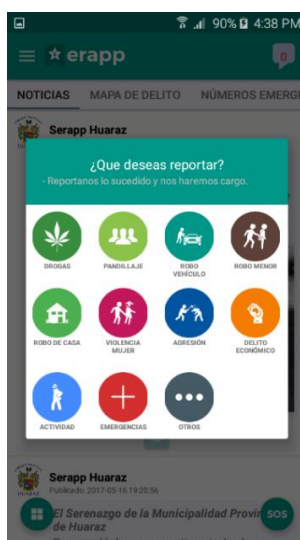 90% 4:38 PM
erapp
0
NOTICIAS MAPA DE DELITO NÚMEROS EMERG
Serapp Huaraz
¿Que deseas reportar?
- Reportanos lo sucedido y nos haremos cargo.
DROGAS PANDILLAJE ROBO VEHÍCULO ROBO MENOR
ROBO DE CASA VIOLENCIA MUJER AGRESIÓN DELITO ECONÓMICO
ACTIVIDAD EMERGENCIAS OTROS
Serapp Huaraz
Publicado: 2017-05-16 19:20:56
El Serenazgo de la Municipalidad Provin
de Huaraz
SOS